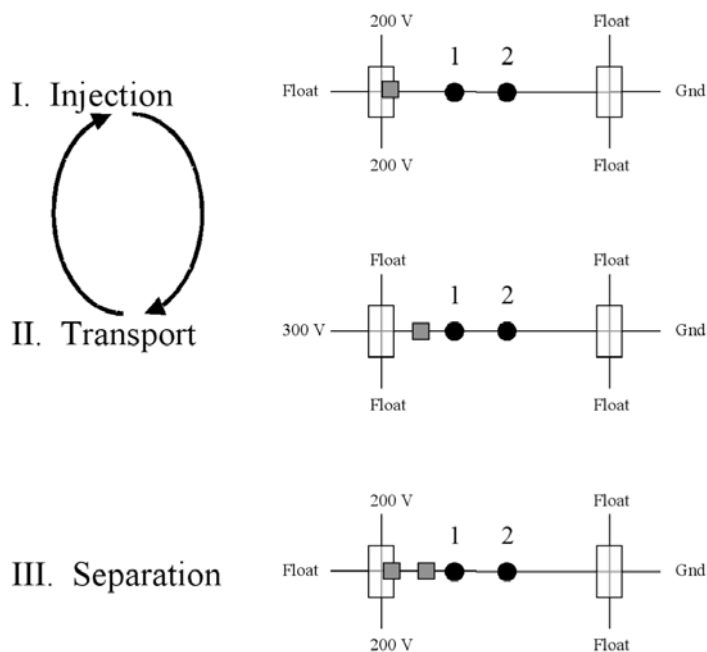 200 V
Float
I. Injection
1 2
Float
Gnd
200 V
Float
Float
Float
1 2
II. Transport
300 V
Gnd
Float
Float
200 V
Float
1 2
III. Separation
Float
Gnd
200 V
Float